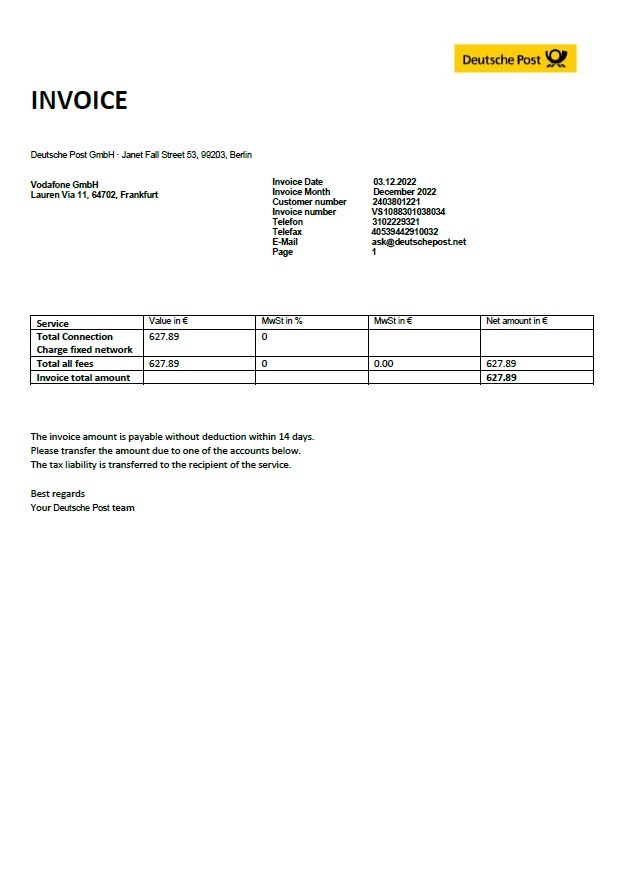 Deutsche Post
INVOICE
Deutsche Post GmbH · Janet Fall Street 53, 99203, Berlin
Vodafone GmbH
Lauren Via 11, 64702, Frankfurt
Invoice Date 03.12.2022
Invoice Month December 2022
Customer number 2403801221
Invoice number VS1088301038034
Telefon 3102229321
Telefax 40539442910032
E-Mail ask@deutschepost.net
Page 1
Service Value in € MwSt in % MwSt in € Net amount in €
Total Connection 627.89 0
Charge fixed network
Total all fees 627.89 0 0.00 627.89
Invoice total amount 627.89
The invoice amount is payable without deduction within 14 days.
Please transfer the amount due to one of the accounts below.
The tax liability is transferred to the recipient of the service.
Best regards
Your Deutsche Post team